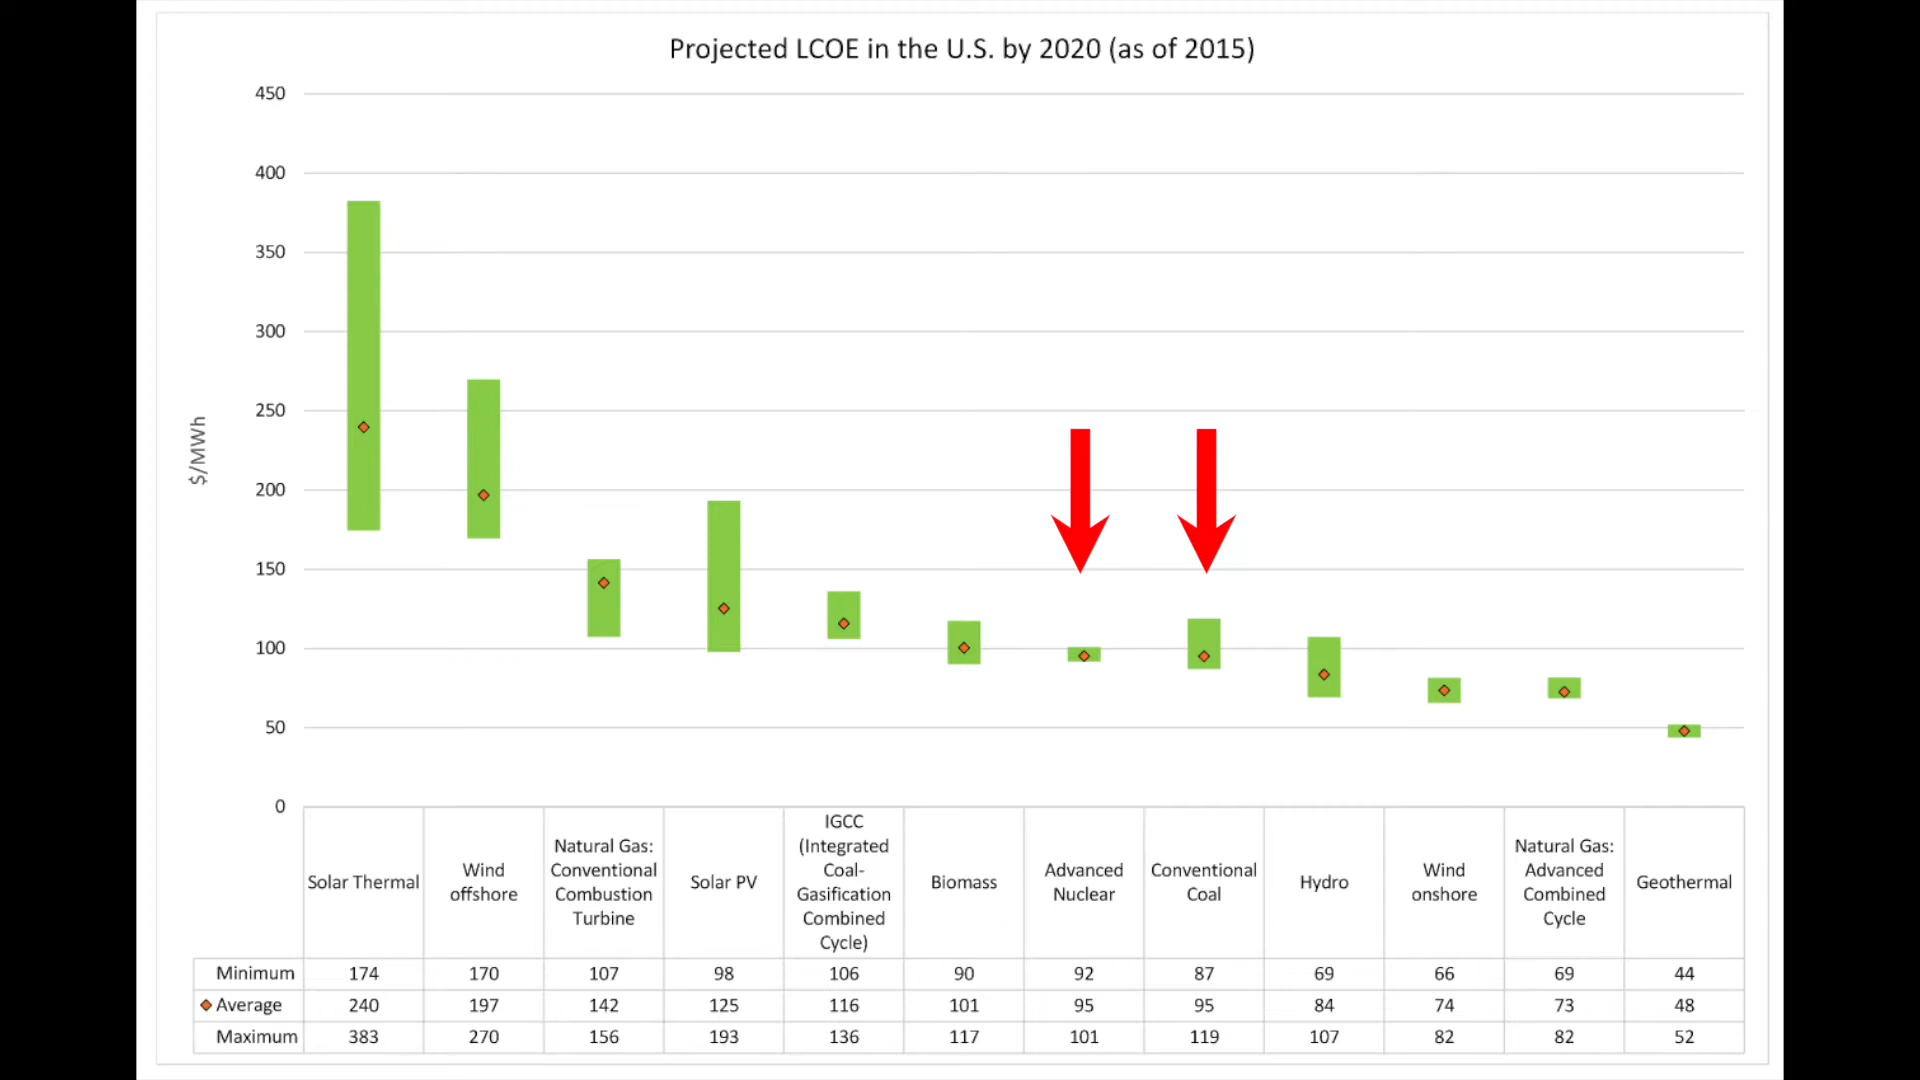 Projected LCOE in the U.S. by 2020 (as of 2015)
450
400
350
300
250
200
150
100
50
0
$/MWh
Solar Thermal
Wind
offshore
Natural Gas:
Conventional
Combustion
Turbine
Solar PV
IGCC
(Integrated
Coal-
Gasification
Combined
Cycle)
Biomass
Advanced
Nuclear
Conventional
Coal
Hydro
Wind
onshore
Natural Gas:
Advanced
Combined
Cycle
Geothermal
Minimum 174 170 107 98 106 90 92 87 69 66 69 44
Average 240 197 142 125 116 101 95 95 84 74 73 48
Maximum 383 270 156 193 136 117 101 119 107 82 82 52